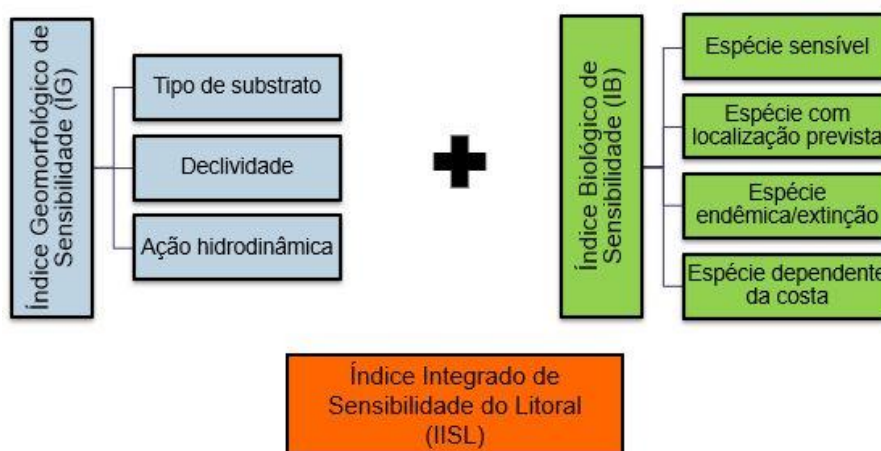 Índice Geomorfológico de
Sensibilidade (IG)
Tipo de substrato
Declividade
Ação hidrodinâmica
Índice Biológico de
Sensibilidade (IB)
Espécie sensível
Espécie com
localização prevista
Espécie
endêmica/extinção
Espécie dependente
da costa
Índice Integrado de
Sensibilidade do Litoral
(IISL)